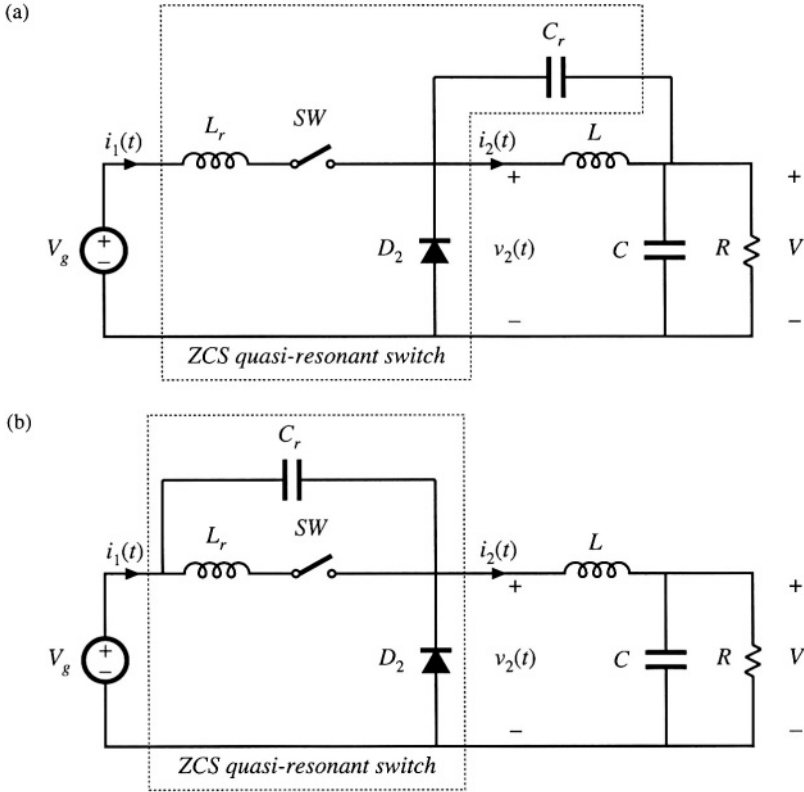 (a)
C_r
L_r
SW
i_1(t)
i_2(t)
L
+
+
V_g
+
−
D_2
v_2(t)
C
R
V
−
−
ZCS quasi-resonant switch
(b)
C_r
L_r
SW
i_1(t)
i_2(t)
L
+
+
V_g
+
−
D_2
v_2(t)
C
R
V
−
−
ZCS quasi-resonant switch